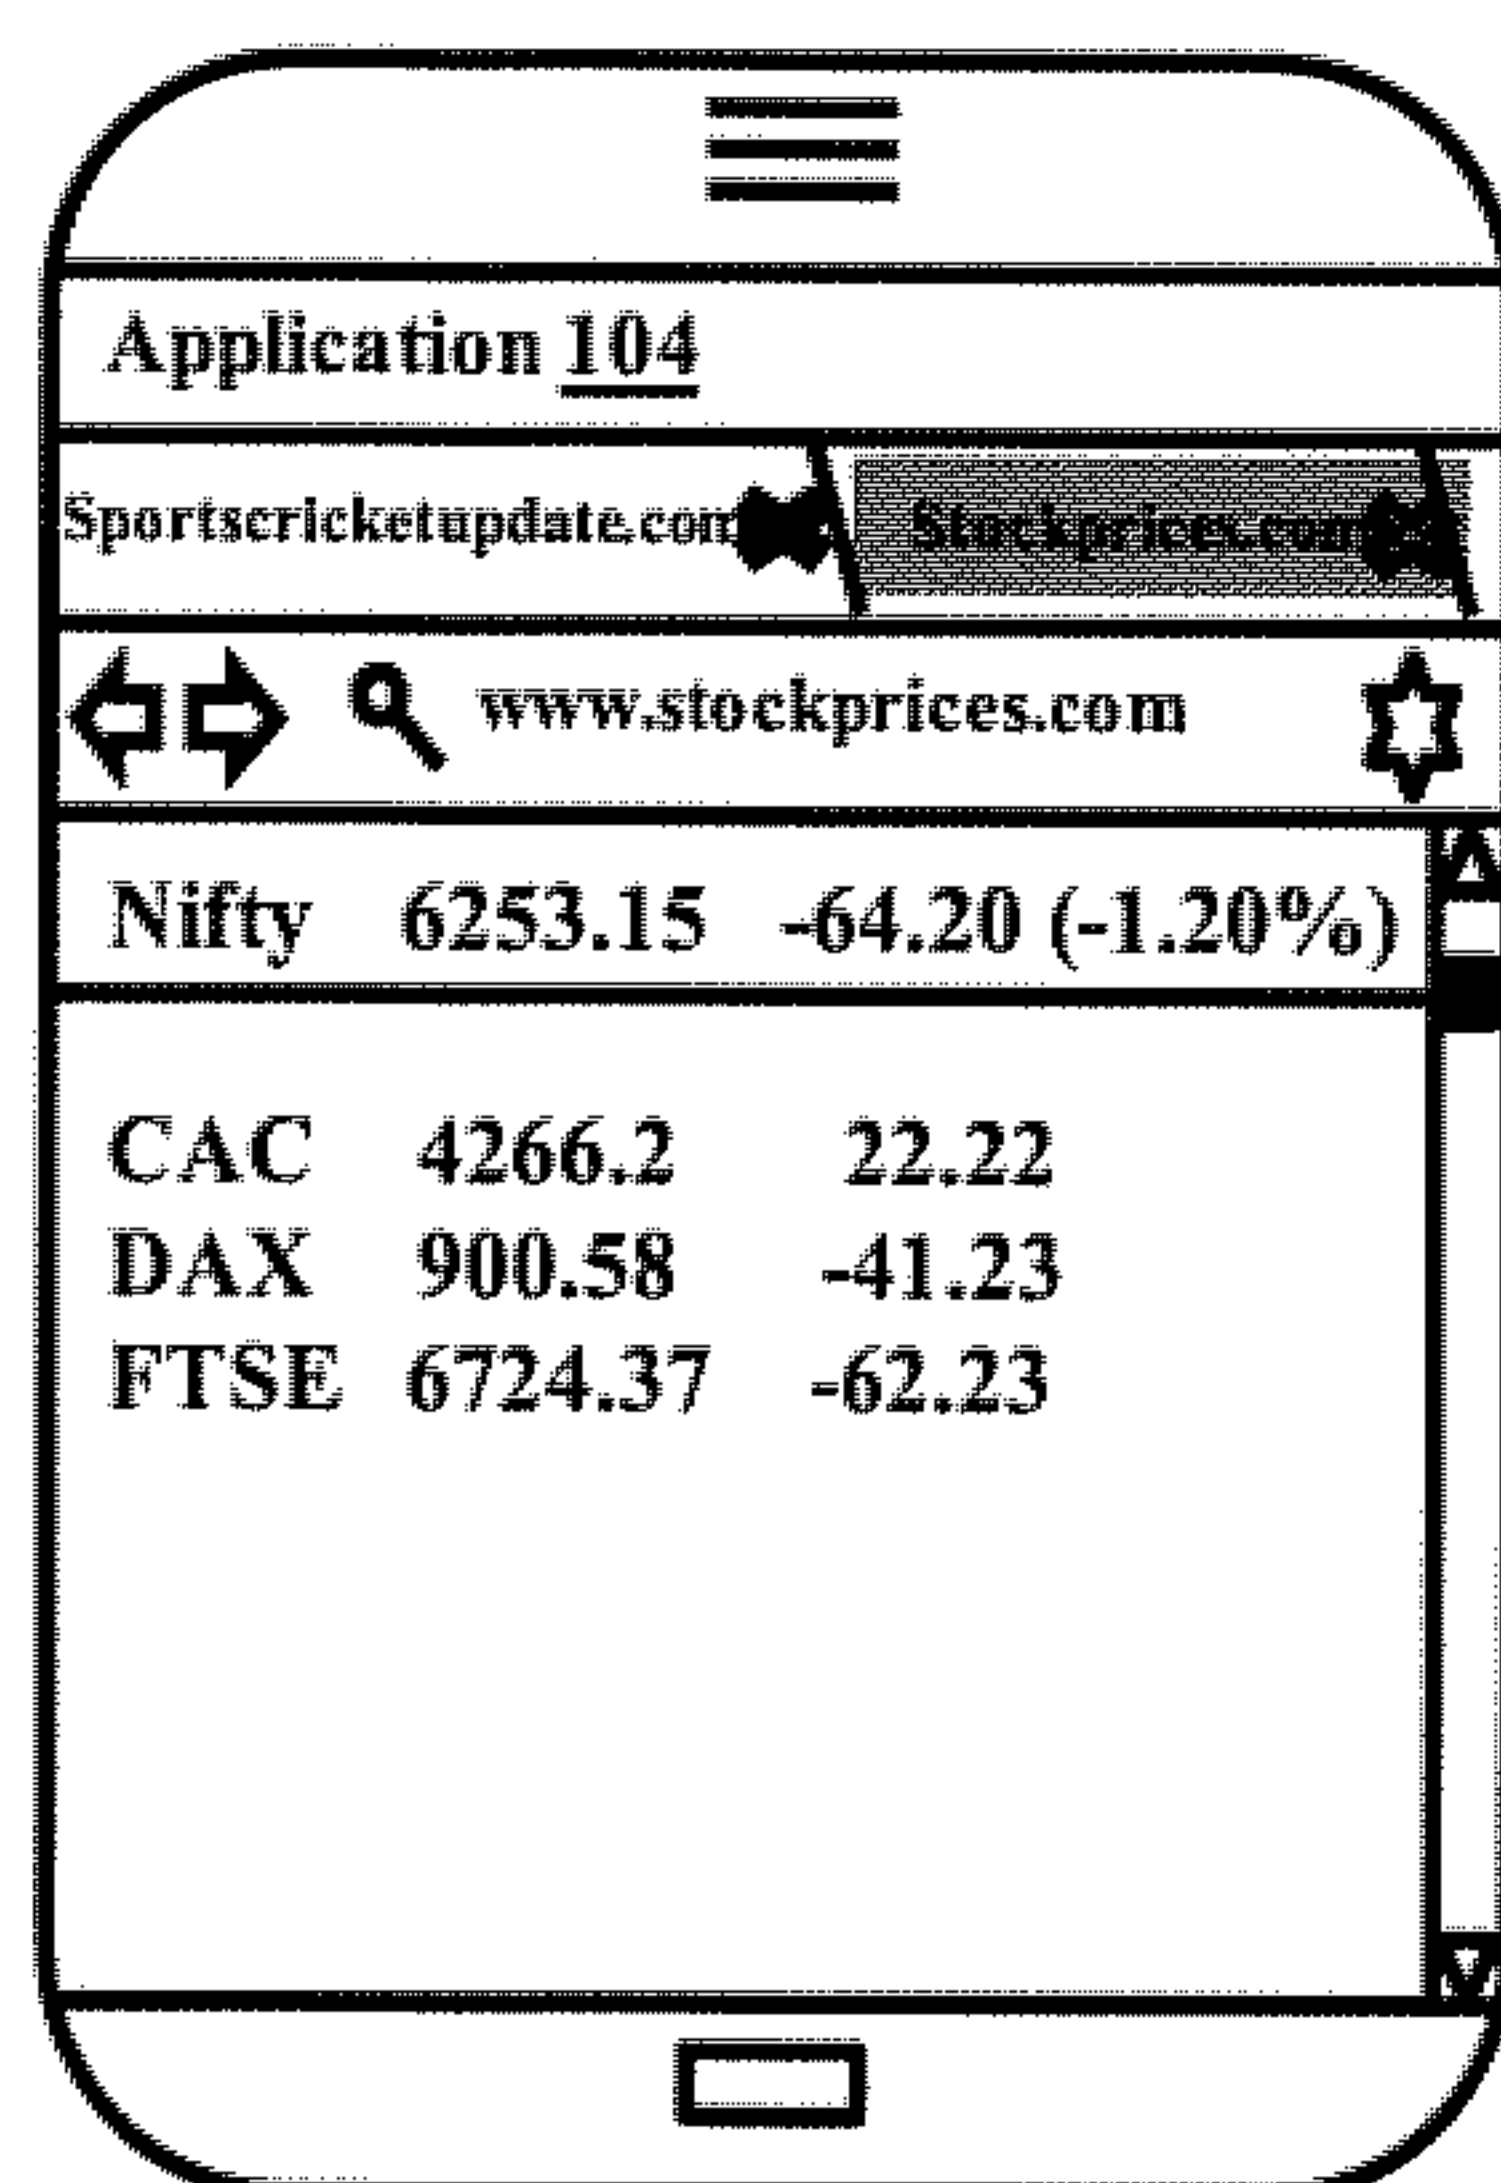 Application 104
Sportscricketupdate.com Stockprices.com
www.stockprices.com
Nifty 6253.15 -64.20 (-1.20%)
CAC 4266.2 22.22
DAX 900.58 -41.23
FTSE 6724.37 -62.23